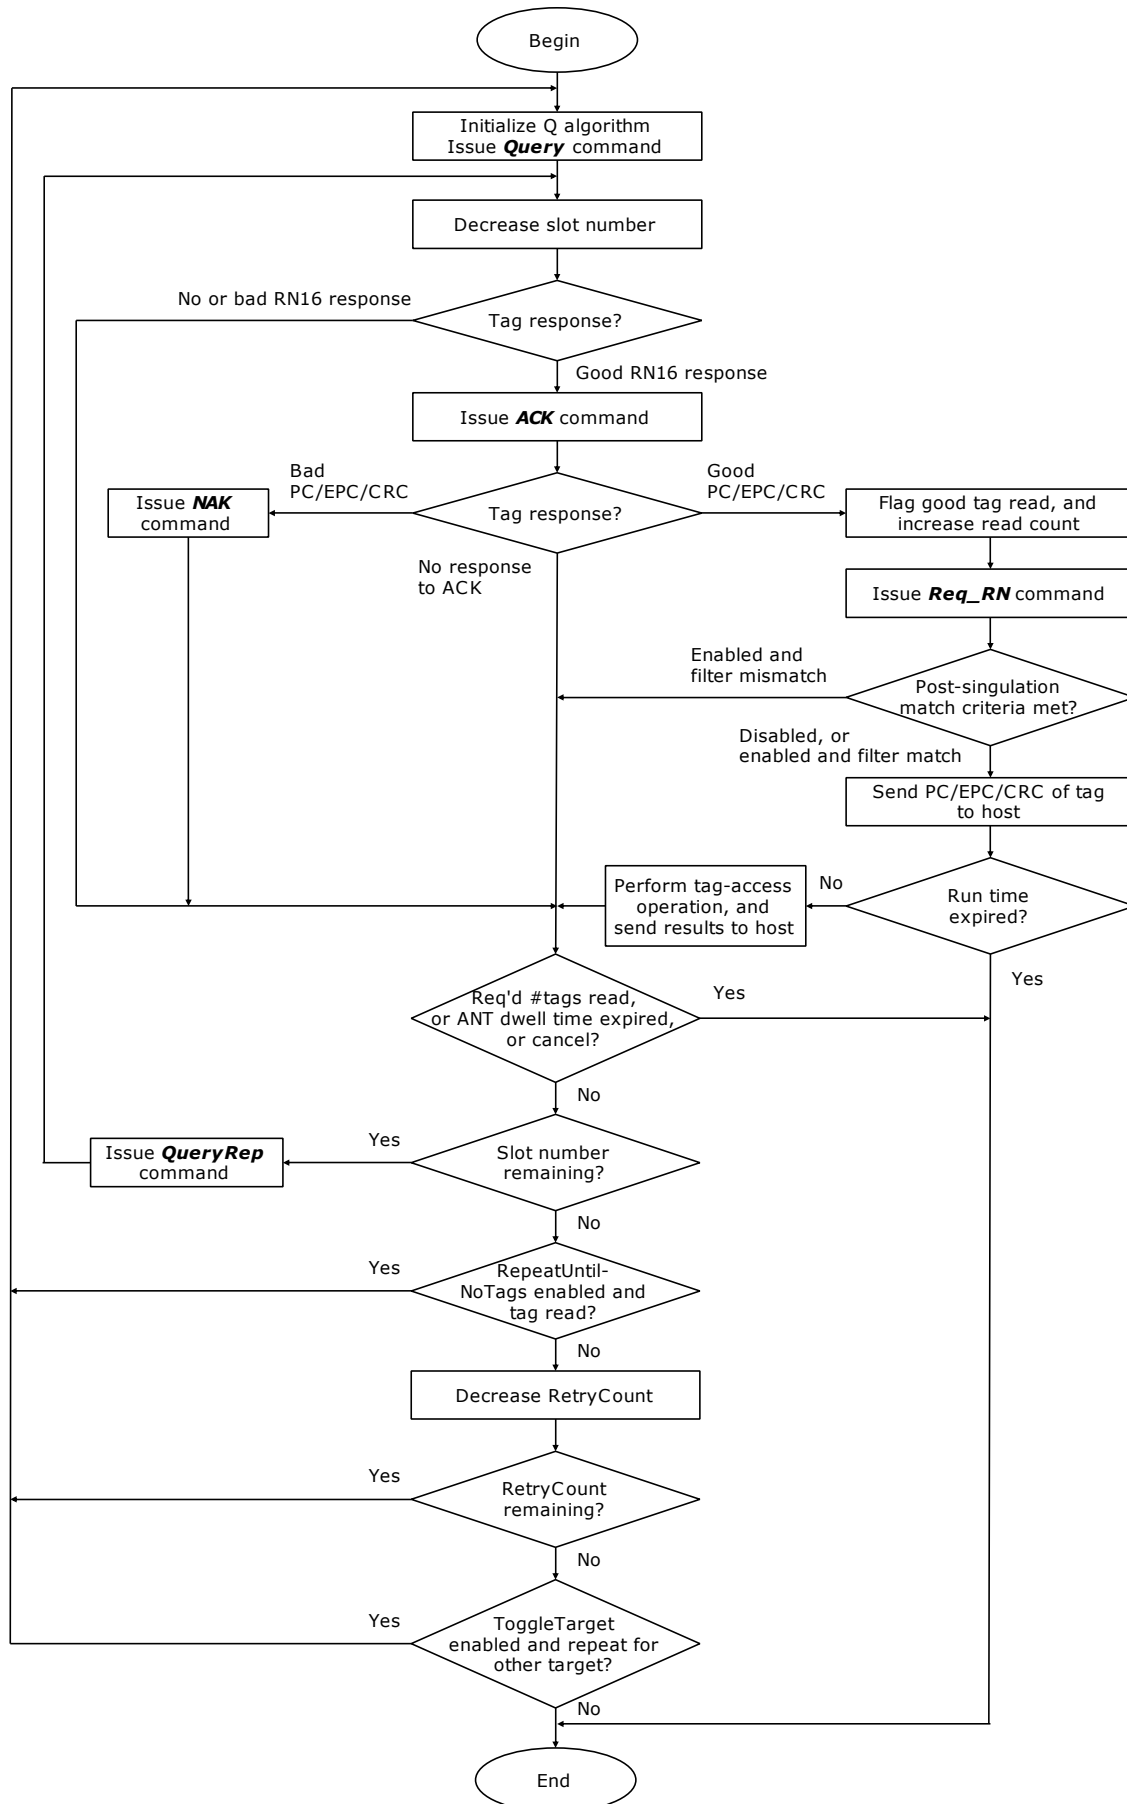 Begin
Initialize Q algorithm
Issue Query command
Decrease slot number
No or bad RN16 response
Tag response?
Good RN16 response
Issue ACK command
Bad
PC/EPC/CRC
Good
PC/EPC/CRC
Issue NAK
command
Tag response?
Flag good tag read, and
increase read count
No response
to ACK
Issue Req_RN command
Enabled and
filter mismatch
Post-singulation
match criteria met?
Disabled, or
enabled and filter match
Send PC/EPC/CRC of tag
to host
Perform tag-access
operation, and
send results to host
No
Run time
expired?
Yes
Req'd #tags read,
or ANT dwell time expired,
or cancel?
Yes
No
Issue QueryRep
command
Yes
Slot number
remaining?
No
Yes
RepeatUntil-
NoTags enabled and
tag read?
No
Decrease RetryCount
Yes
RetryCount
remaining?
No
Yes
ToggleTarget
enabled and repeat for
other target?
No
End